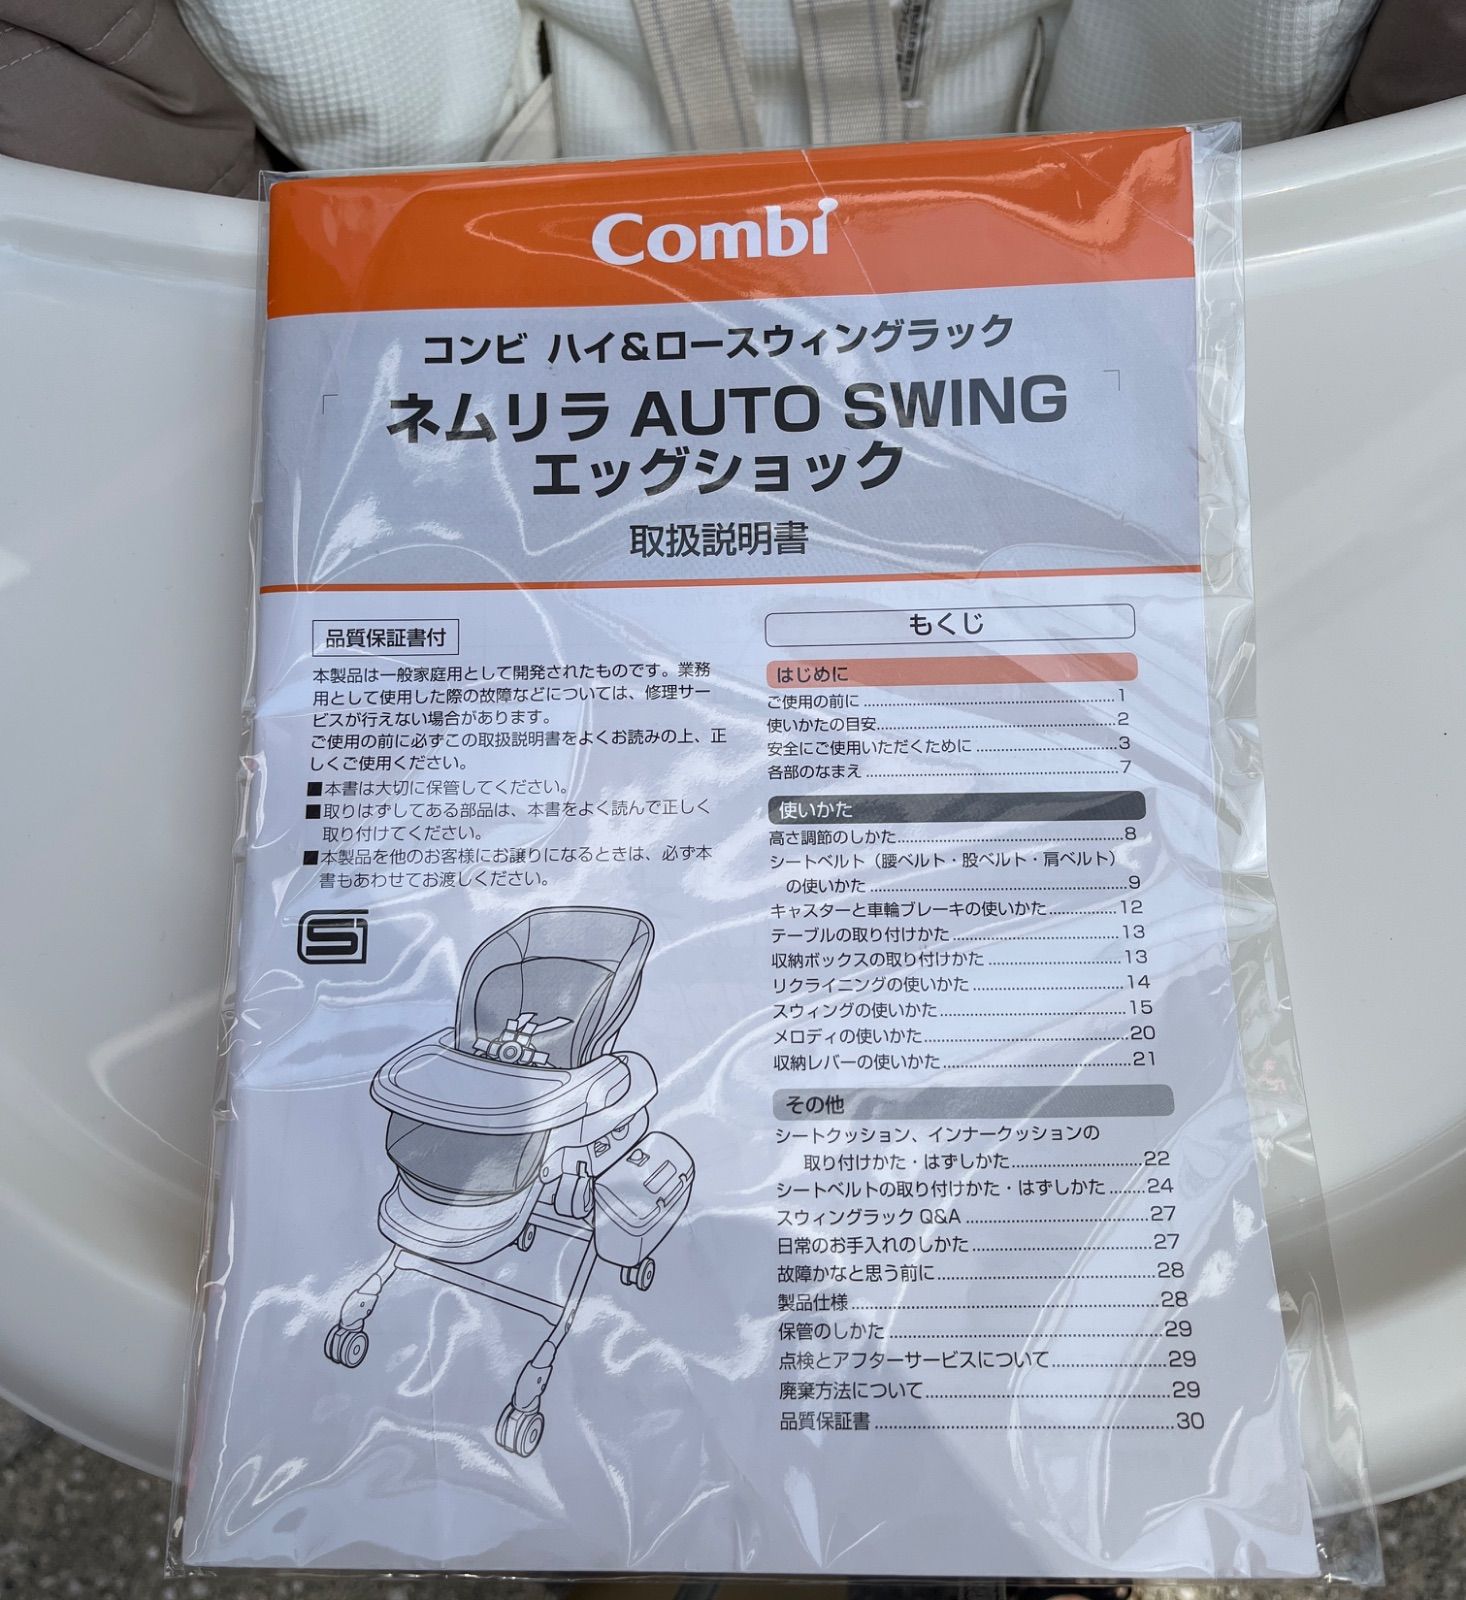 Combi
コンビ ハイ&ロースウィングラック
ネムリラ AUTO SWING
エッグショック
取扱説明書
品質保証書付
本製品は一般家庭用として開発されたものです。業務
用として使用した際の故障などについては、修理サー
ビスが行えない場合があります。
ご使用の前に必ずこの取扱説明書をよくお読みの上、正
しくご使用ください。
■本書は大切に保管してください。
■取りはずしてある部品は、本書をよく読んで正しく
取り付けてください。
■本製品を他のお客様にお譲りになるときは、必ず本
書もあわせてお渡しください。
もくじ
はじめに
ご使用の前に 1
使いかたの目安 2
安全にご使用いただくために 3
各部のなまえ 7
使いかた
高さ調節のしかた 8
シートベルト（腰ベルト・股ベルト・肩ベルト）
の使いかた 9
キャスターと車輪ブレーキの使いかた 12
テーブルの取り付けかた 13
収納ボックスの取り付けかた 13
リクライニングの使いかた 14
スウィングの使いかた 15
メロディの使いかた 20
収納レバーの使いかた 21
その他
シートクッション、インナークッションの
取り付けかた・はずしかた 22
シートベルトの取り付けかた・はずしかた 24
スウィングラック Q&A 27
日常のお手入れのしかた 27
故障かなと思う前に 28
製品仕様 28
保管のしかた 29
点検とアフターサービスについて 29
廃棄方法について 29
品質保証書 30